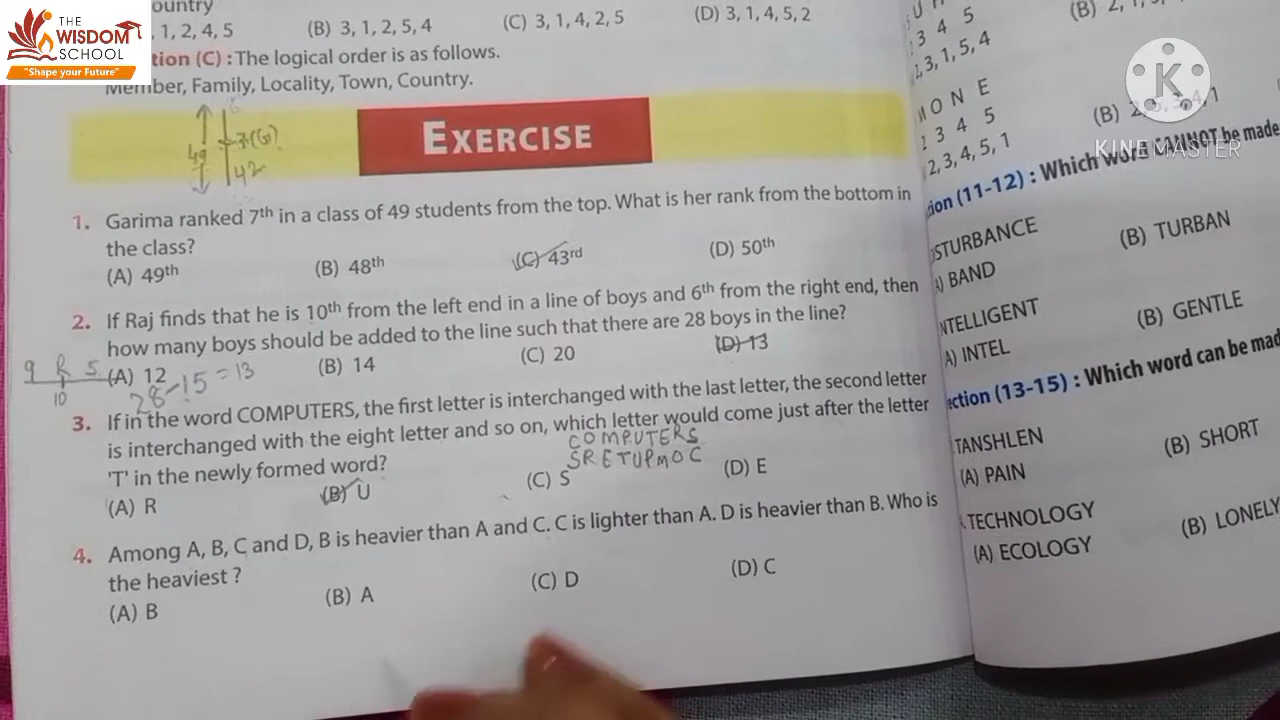 THE
WISDOM
SCHOOL
"Shape your Future"
ountry
1, 2, 4, 5
(B) 3, 1, 2, 5, 4
(C) 3, 1, 4, 2, 5
(D) 3, 1, 4, 5, 2
tion (C) : The logical order is as follows.
Member, Family, Locality, Town, Country.
49
7(G)
42
EXERCISE
1. Garima ranked 7th in a class of 49 students from the top. What is her rank from the bottom in
the class?
(A) 49th
(B) 48th
(C) 43rd
(D) 50th
2. If Raj finds that he is 10th from the left end in a line of boys and 6th from the right end, then
how many boys should be added to the line such that there are 28 boys in the line?
(A) 12
(B) 14
(C) 20
(D) 13
9 R 5
10
28-15=13
3. If in the word COMPUTERS, the first letter is interchanged with the last letter, the second letter
is interchanged with the eight letter and so on, which letter would come just after the letter
'T' in the newly formed word?
COMPUTERS
SRETUPMOC
(A) R
(B) U
(C) S
(D) E
4. Among A, B, C and D, B is heavier than A and C. C is lighter than A. D is heavier than B. Who is
the heaviest ?
(A) B
(B) A
(C) D
(D) C
3 4 5
2, 3, 1, 5, 4
(B) 2, 1,
K
KINEMASTER
M O N E
2 3 4 5
2, 3, 4, 5, 1
(B) 2, 5, 3, 4, 1
tion (11-12) : Which word CANNOT be made
STURBANCE
) BAND
(B) TURBAN
NTELLIGENT
A) INTEL
(B) GENTLE
ection (13-15) : Which word can be mad
TANSHLEN
(A) PAIN
(B) SHORT
TECHNOLOGY
(A) ECOLOGY
(B) LONELY